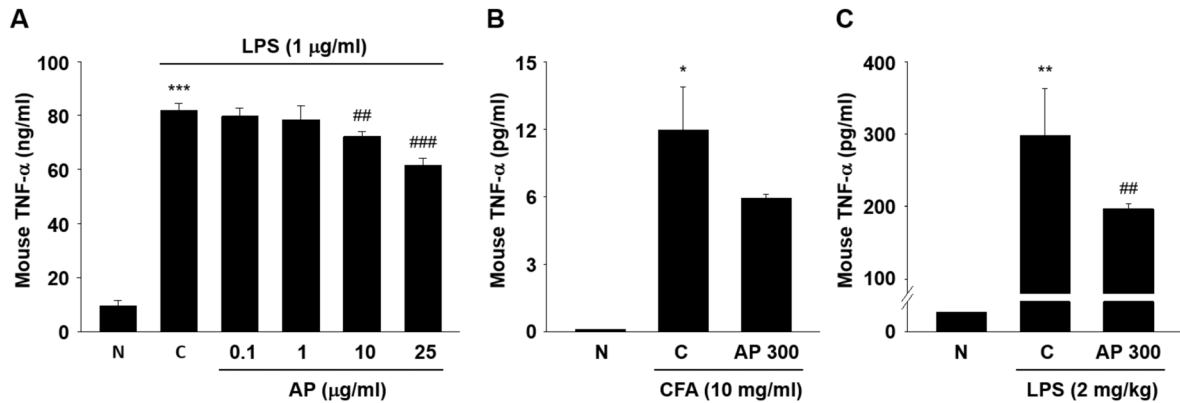 A
LPS (1 μg/ml)
Mouse TNF-α (ng/ml)
100
80
60
40
20
0
***
##
###
N
C
0.1
1
10
25
AP (μg/ml)
B
Mouse TNF-α (pg/ml)
15
12
6
3
0
*
N
C
AP 300
CFA (10 mg/ml)
C
Mouse TNF-α (pg/ml)
400
300
200
100
0
**
##
N
C
AP 300
LPS (2 mg/kg)